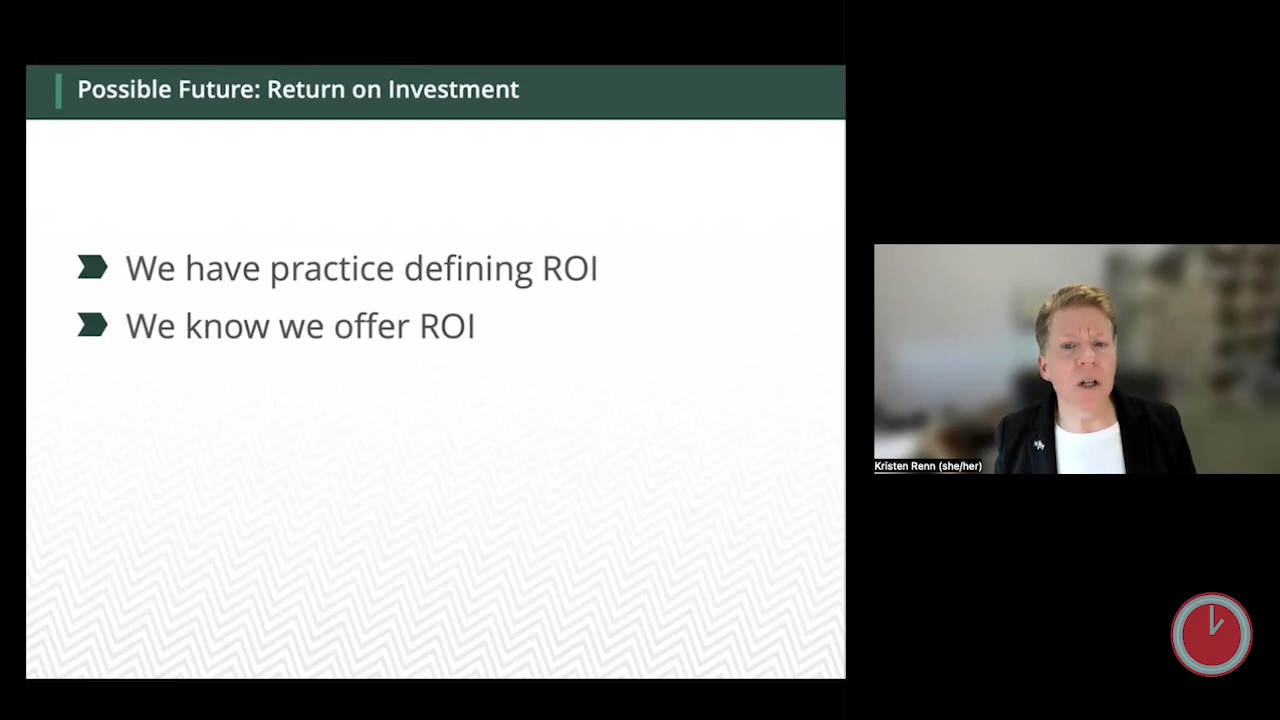 Possible Future: Return on Investment
We have practice defining ROI
We know we offer ROI
Kristen Renn (she/her)